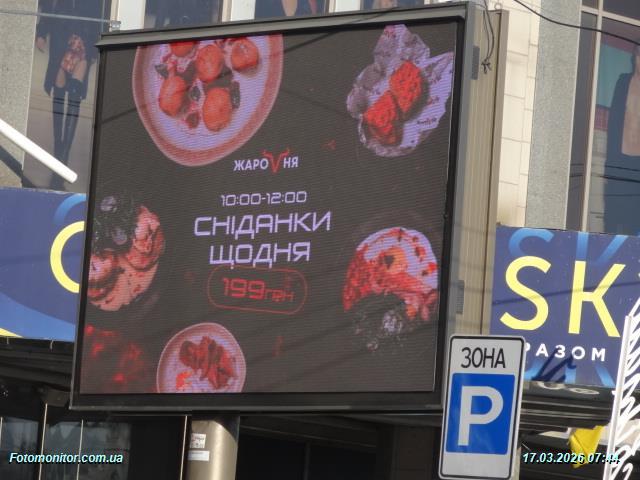 ЖАРОVНЯ
10:00-12:00
СНІДАНКИ
ЩОДНЯ
199грн
SK
РАЗОМ
ЗОНА
P
Fotomonitor.com.ua
17.03.2026 07:44